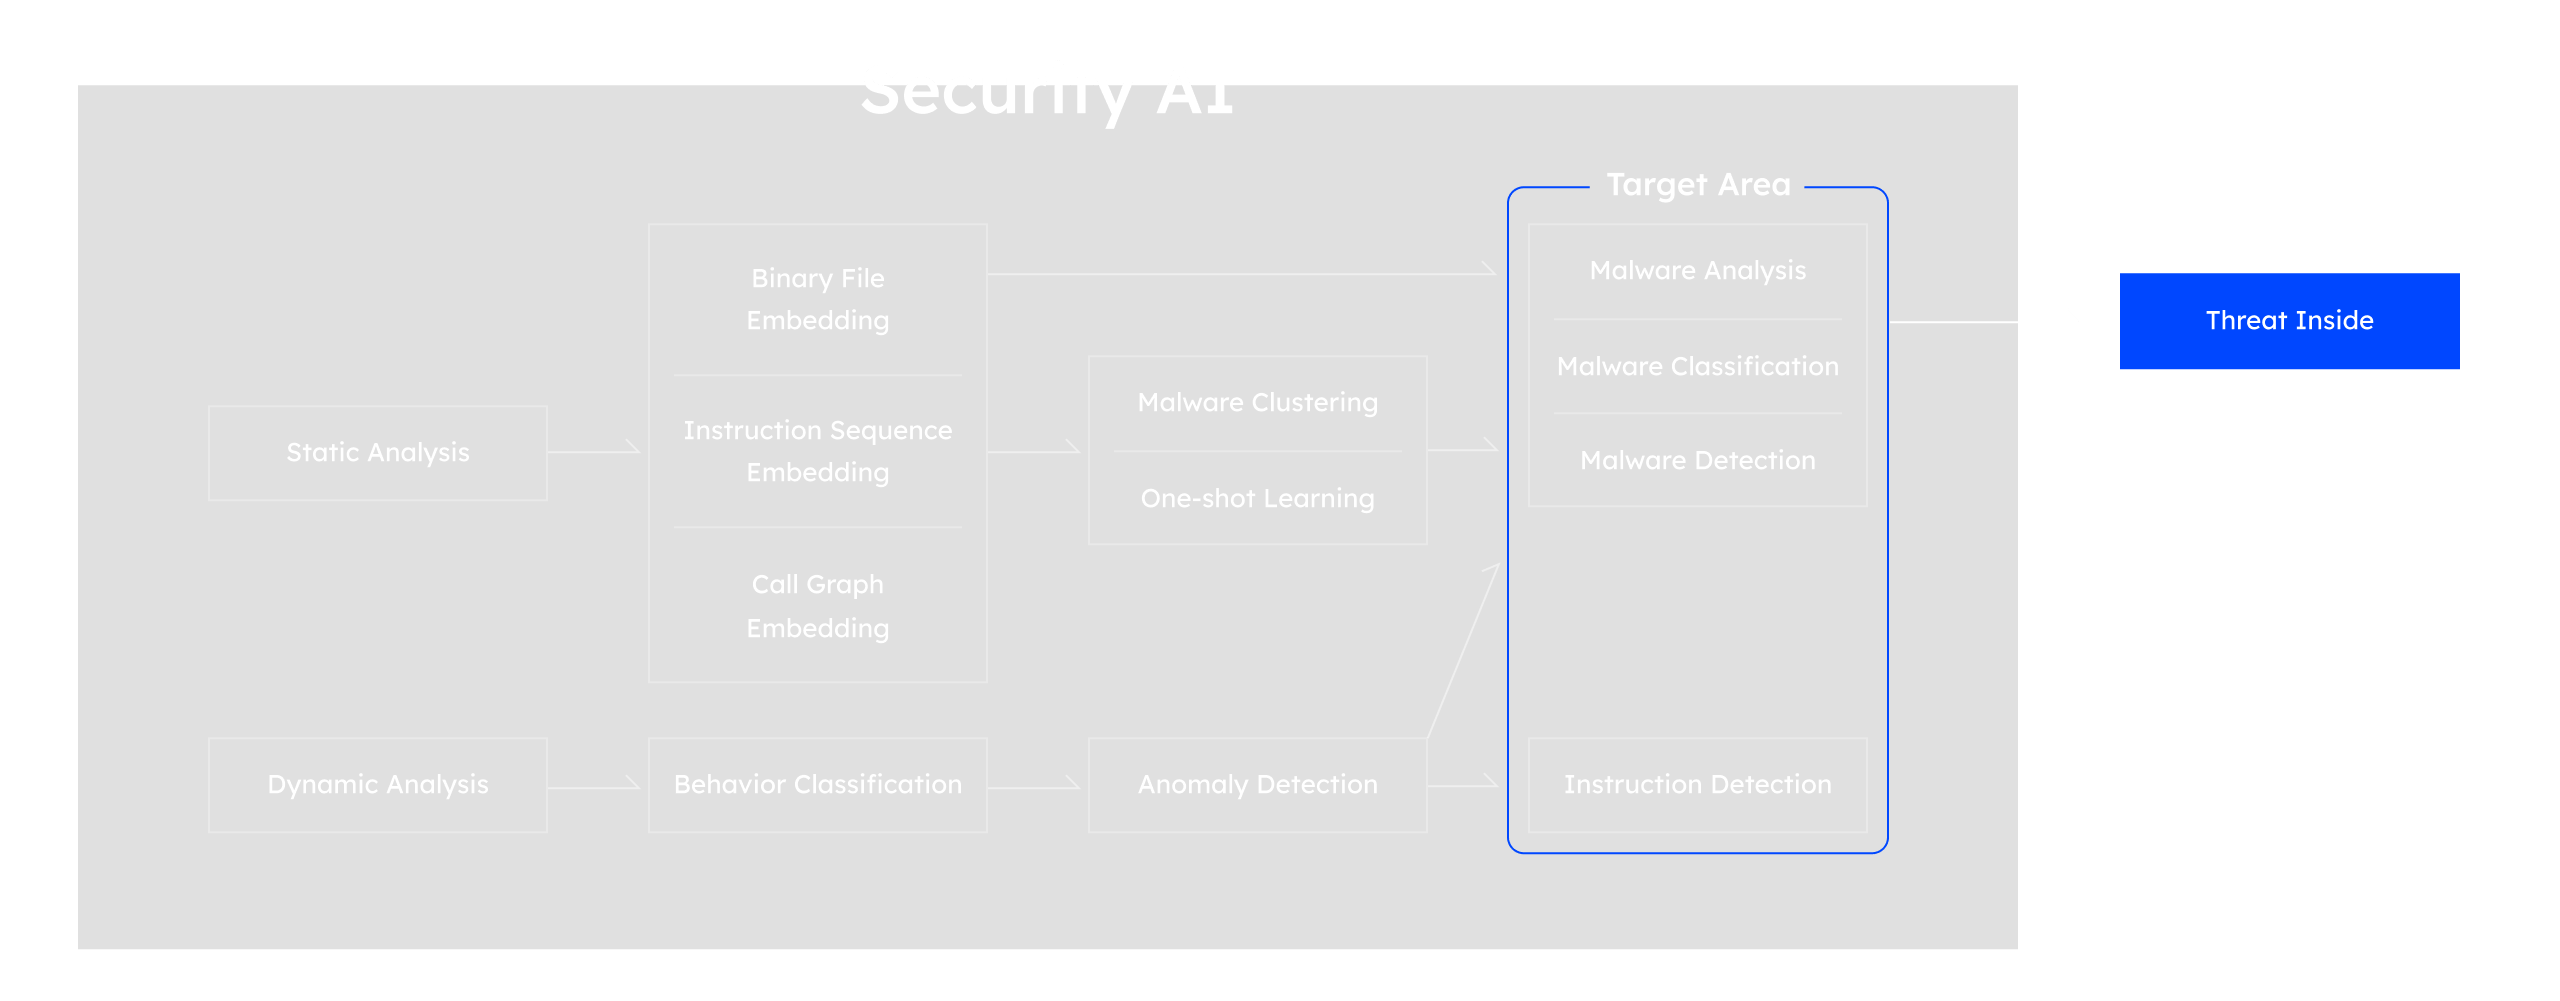 Security AI
Target Area
Binary File
Embedding
Instruction Sequence
Embedding
Call Graph
Embedding
Static Analysis
Malware Clustering
One-shot Learning
Malware Analysis
Malware Classification
Malware Detection
Threat Inside
Dynamic Analysis
Behavior Classification
Anomaly Detection
Instruction Detection